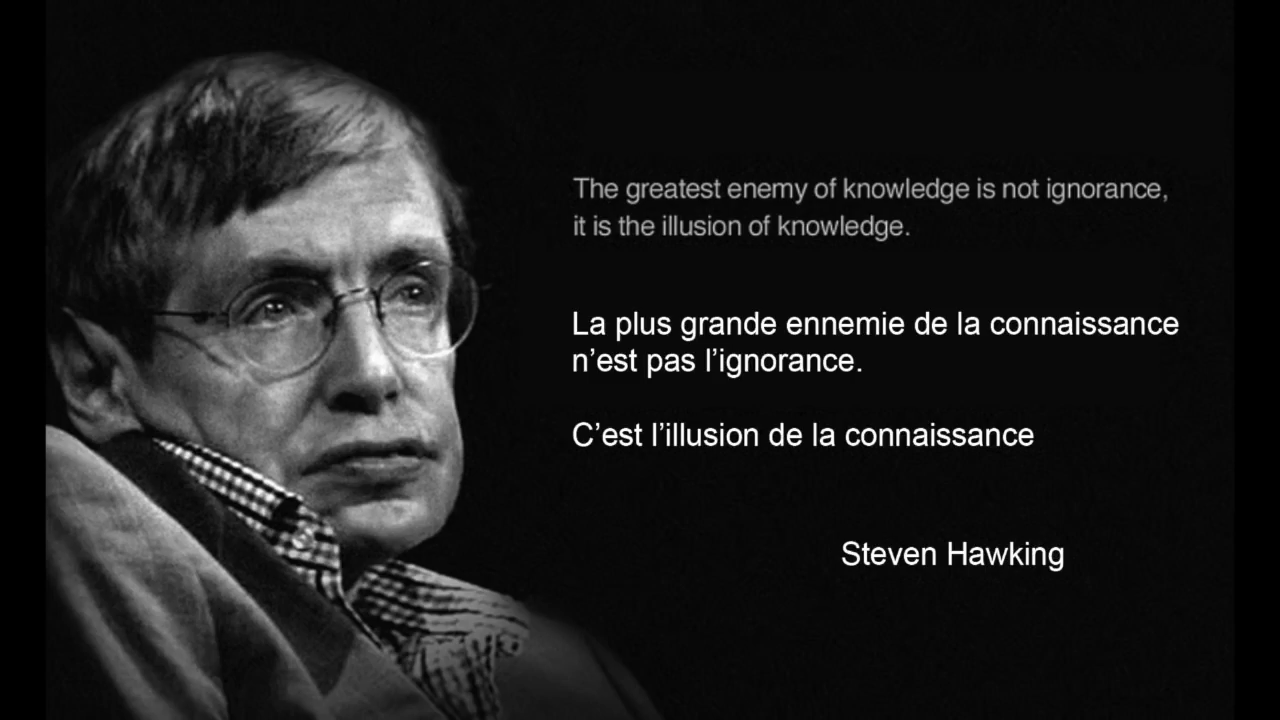 The greatest enemy of knowledge is not ignorance,
it is the illusion of knowledge.
La plus grande ennemie de la connaissance
n’est pas l’ignorance.
C’est l’illusion de la connaissance
Steven Hawking